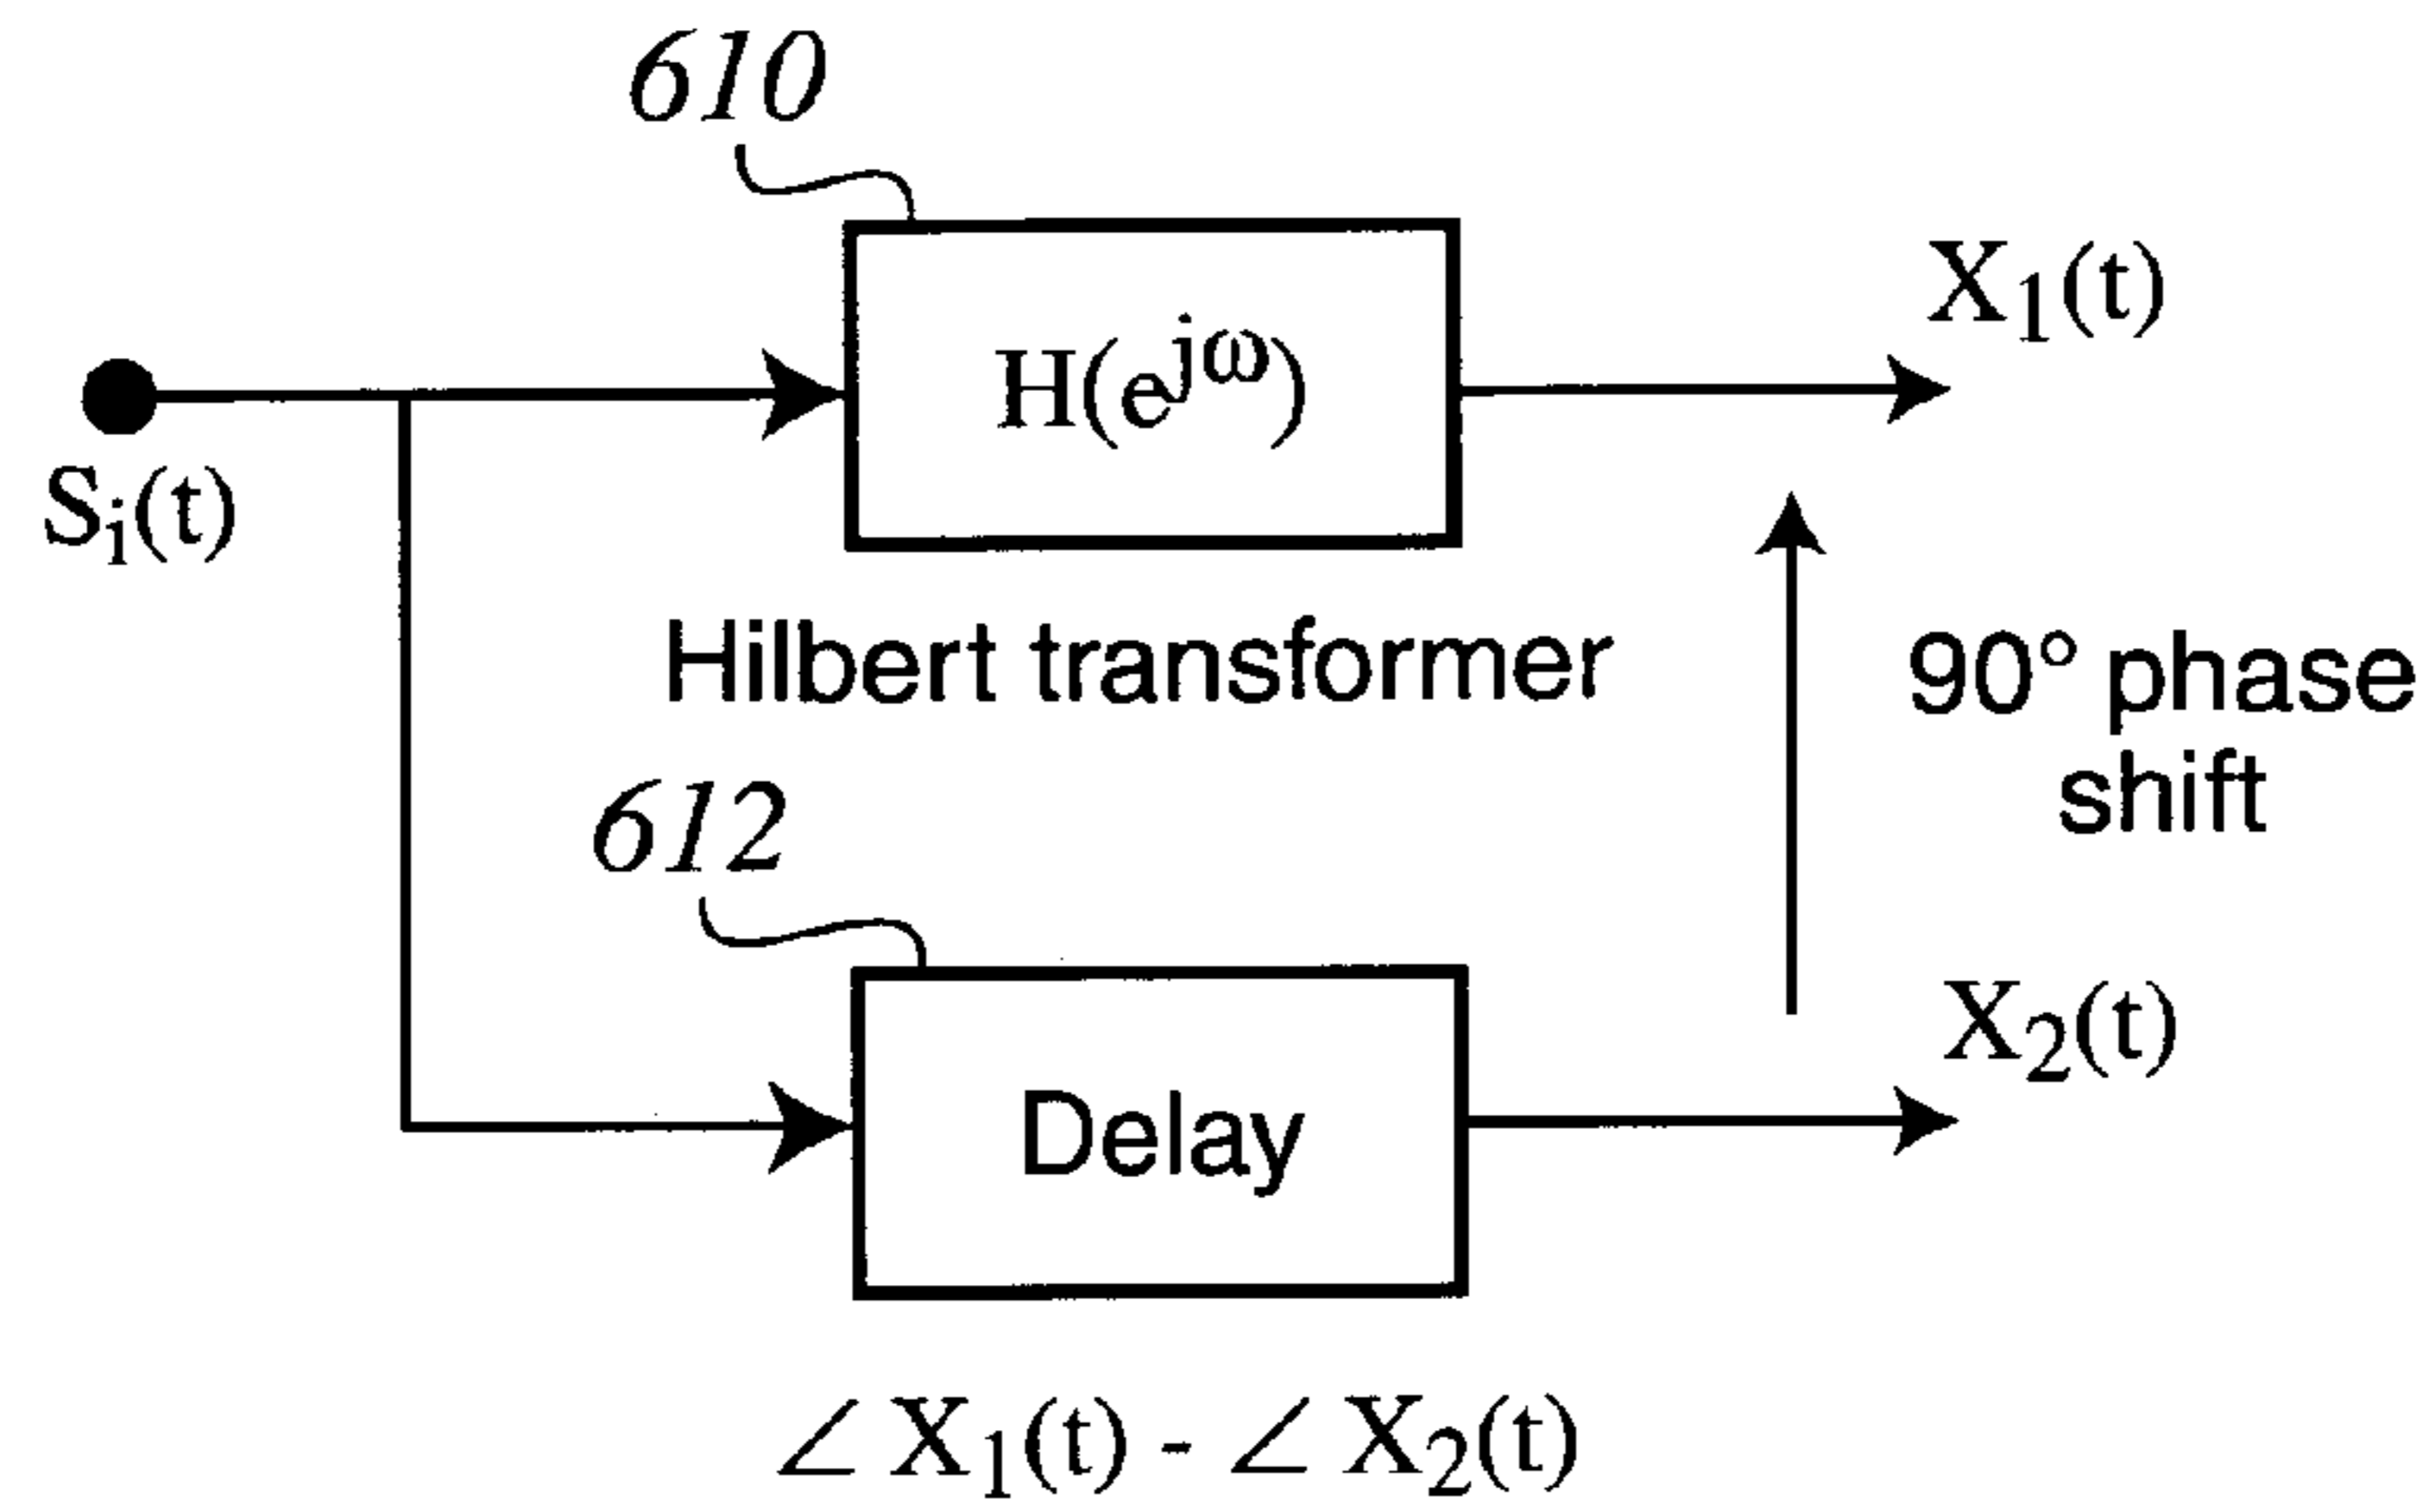 610
X₁(t)
H(e^jω)
Sᵢ(t)
Hilbert transformer
90° phase
shift
612
X₂(t)
Delay
∠ X₁(t) - ∠ X₂(t)